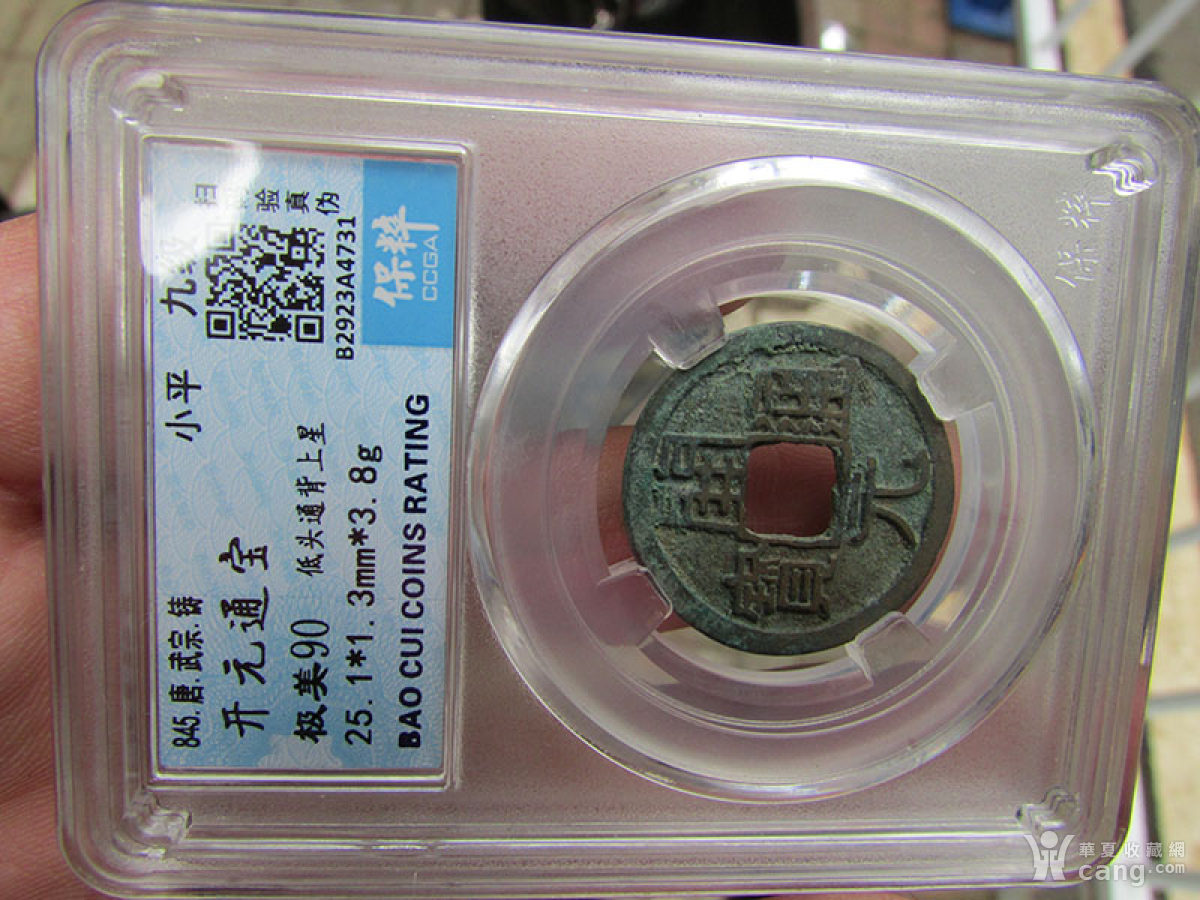 845.唐.武宗.铸 小平 九级
开元通宝
极美90 低头通背上星
25.1*1.3mm*3.8g
BAO CUI COINS RATING
扫码验真伪
B2923A4731
保粹
CCGA
開元通寶
保粹
華夏收藏網
cang.com